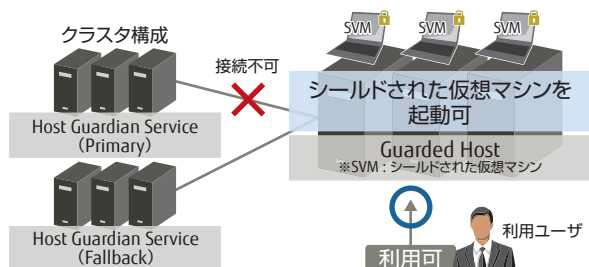 クラスタ構成
接続不可
SVM
SVM
SVM
シールドされた仮想マシンを
起動可
Host Guardian Service
（Primary）
Guarded Host
※SVM：シールドされた仮想マシン
Host Guardian Service
（Fallback）
利用ユーザ
利用可